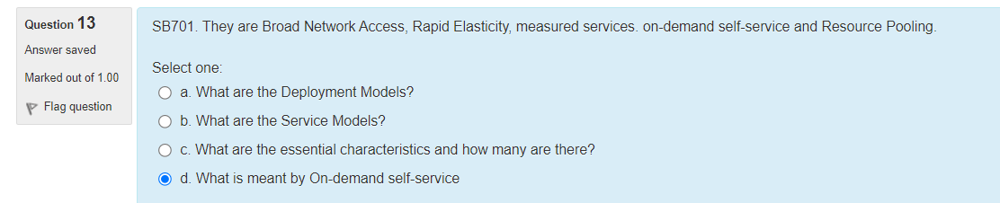 Question 13
Answer saved
Marked out of 1.00
Flag question
SB701. They are Broad Network Access, Rapid Elasticity, measured services. on-demand self-service and Resource Pooling.
Select one:
a. What are the Deployment Models?
b. What are the Service Models?
c. What are the essential characteristics and how many are there?
d. What is meant by On-demand self-service